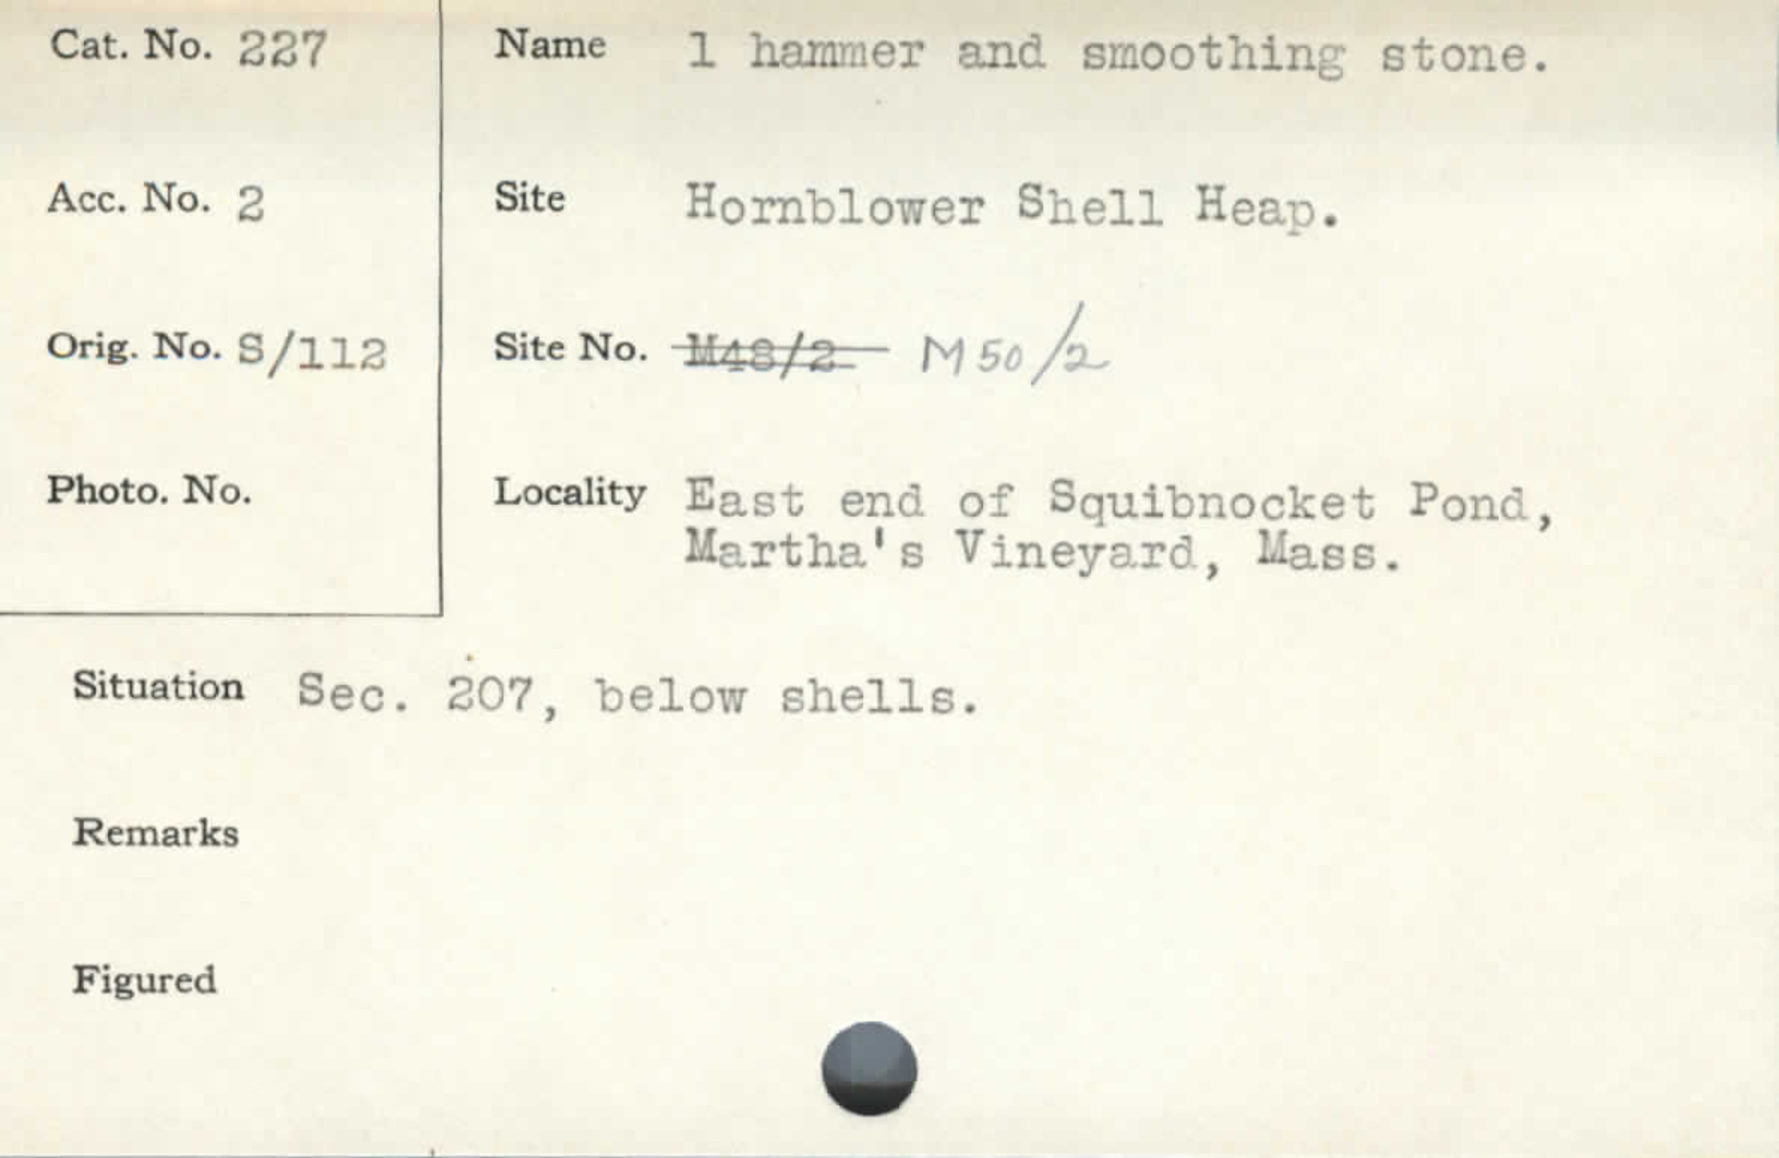 Cat. No. 227
Name 1 hammer and smoothing stone.
Acc. No. 2
Site Hornblower Shell Heap.
Orig. No. S/112
Site No. M48/2 M50/2
Photo. No.
Locality East end of Squibnocket Pond,
Martha's Vineyard, Mass.
Situation Sec. 207, below shells.
Remarks
Figured